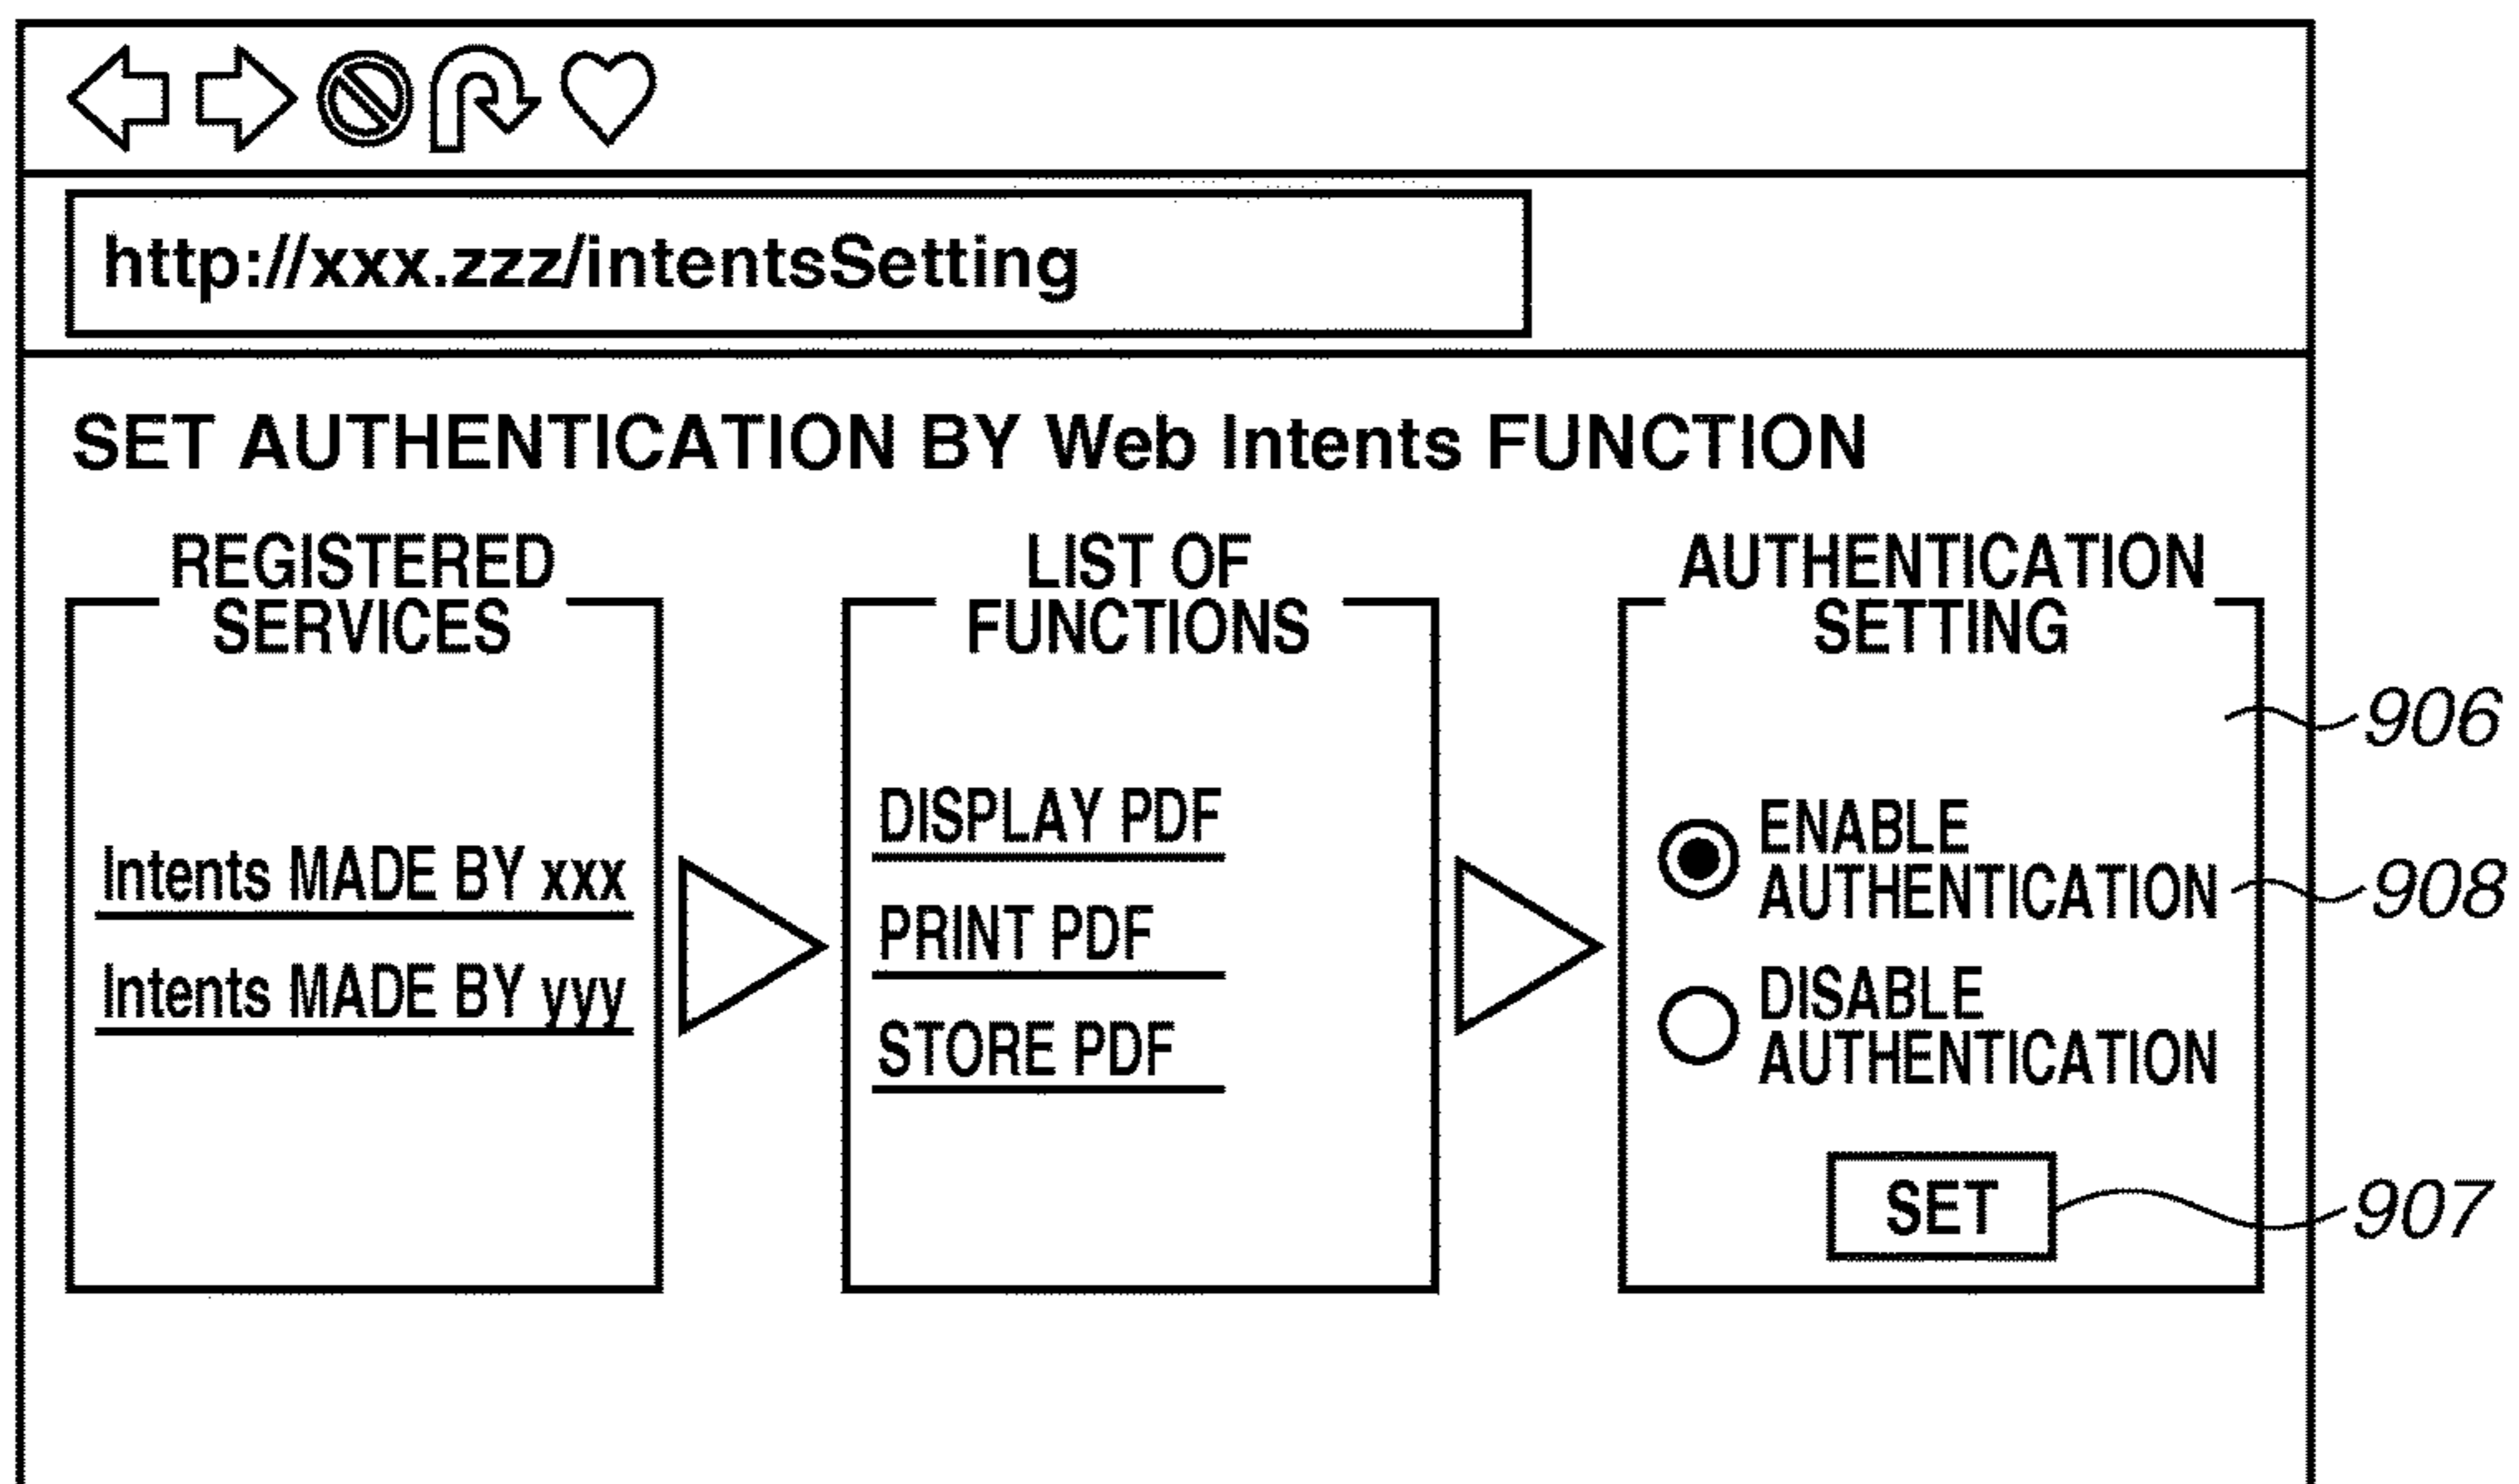 http://xxx.zzz/intentsSetting
SET AUTHENTICATION BY Web Intents FUNCTION
REGISTERED
SERVICES
Intents MADE BY xxx
Intents MADE BY yyy
LIST OF
FUNCTIONS
DISPLAY PDF
PRINT PDF
STORE PDF
AUTHENTICATION
SETTING
906
ENABLE
AUTHENTICATION
908
DISABLE
AUTHENTICATION
SET
907